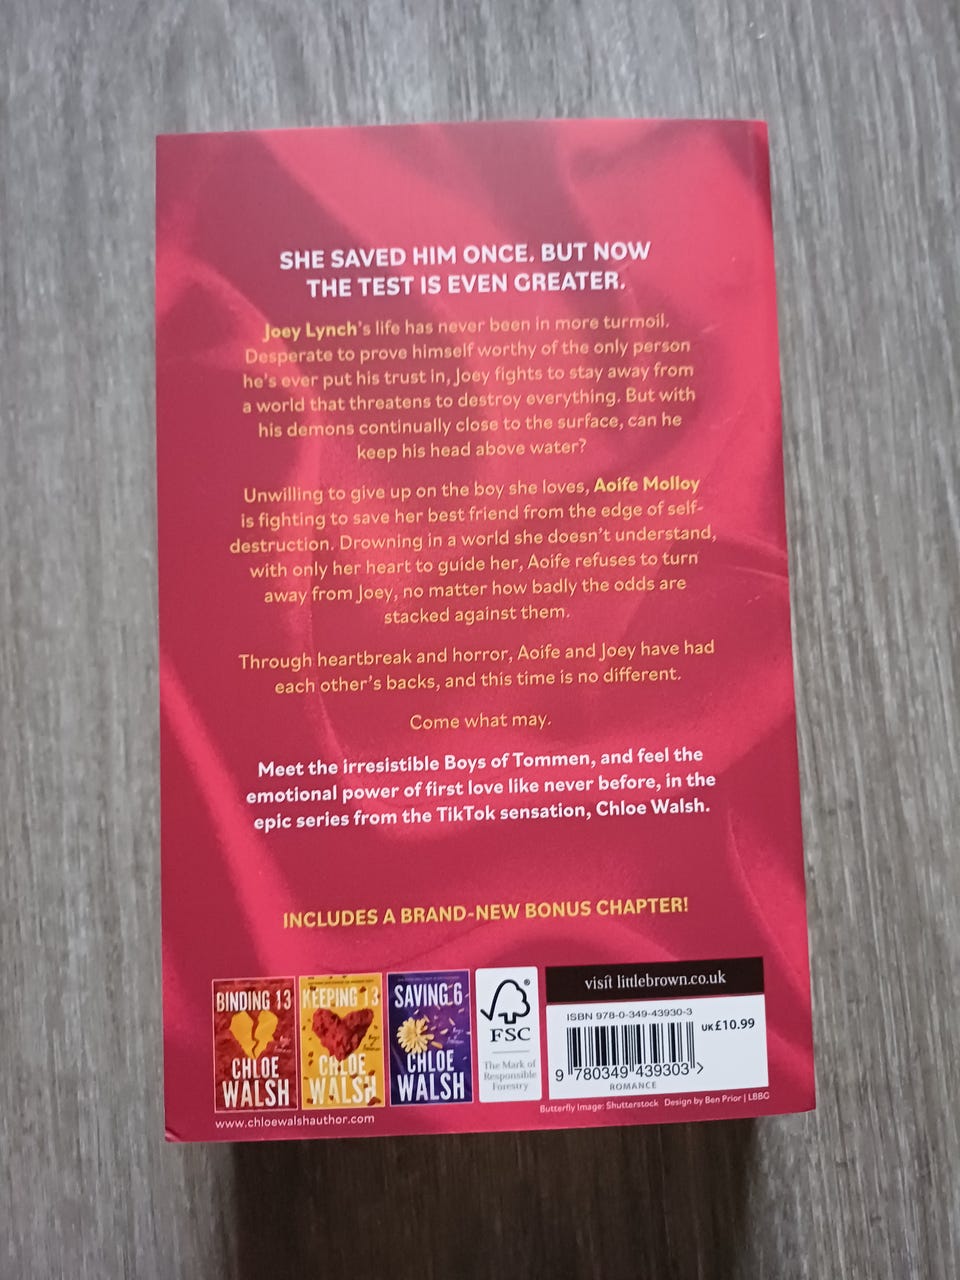 SHE SAVED HIM ONCE. BUT NOW
THE TEST IS EVEN GREATER.
Joey Lynch's life has never been in more turmoil.
Desperate to prove himself worthy of the only person
he's ever put his trust in, Joey fights to stay away from
a world that threatens to destroy everything. But with
his demons continually close to the surface, can he
keep his head above water?
Unwilling to give up on the boy she loves, Aoife Molloy
is fighting to save her best friend from the edge of self-
destruction. Drowning in a world she doesn't understand,
with only her heart to guide her, Aoife refuses to turn
away from Joey, no matter how badly the odds are
stacked against them.
Through heartbreak and horror, Aoife and Joey have had
each other's backs, and this time is no different.
Come what may.
Meet the irresistible Boys of Tommen, and feel the
emotional power of first love like never before, in the
epic series from the TikTok sensation, Chloe Walsh.
INCLUDES A BRAND-NEW BONUS CHAPTER!
BINDING 13
CHLOE
WALSH
KEEPING 13
CHLOE
WALSH
SAVING 6
CHLOE
WALSH
www.chloewalshauthor.com
FSC
The Mark of
Responsible
Forestry
visit littlebrown.co.uk
ISBN 978-0-349-43930-3
UK £10.99
9 780349 439303 >
ROMANCE
Butterfly Image: Shutterstock Design by Ben Prior | LBBG